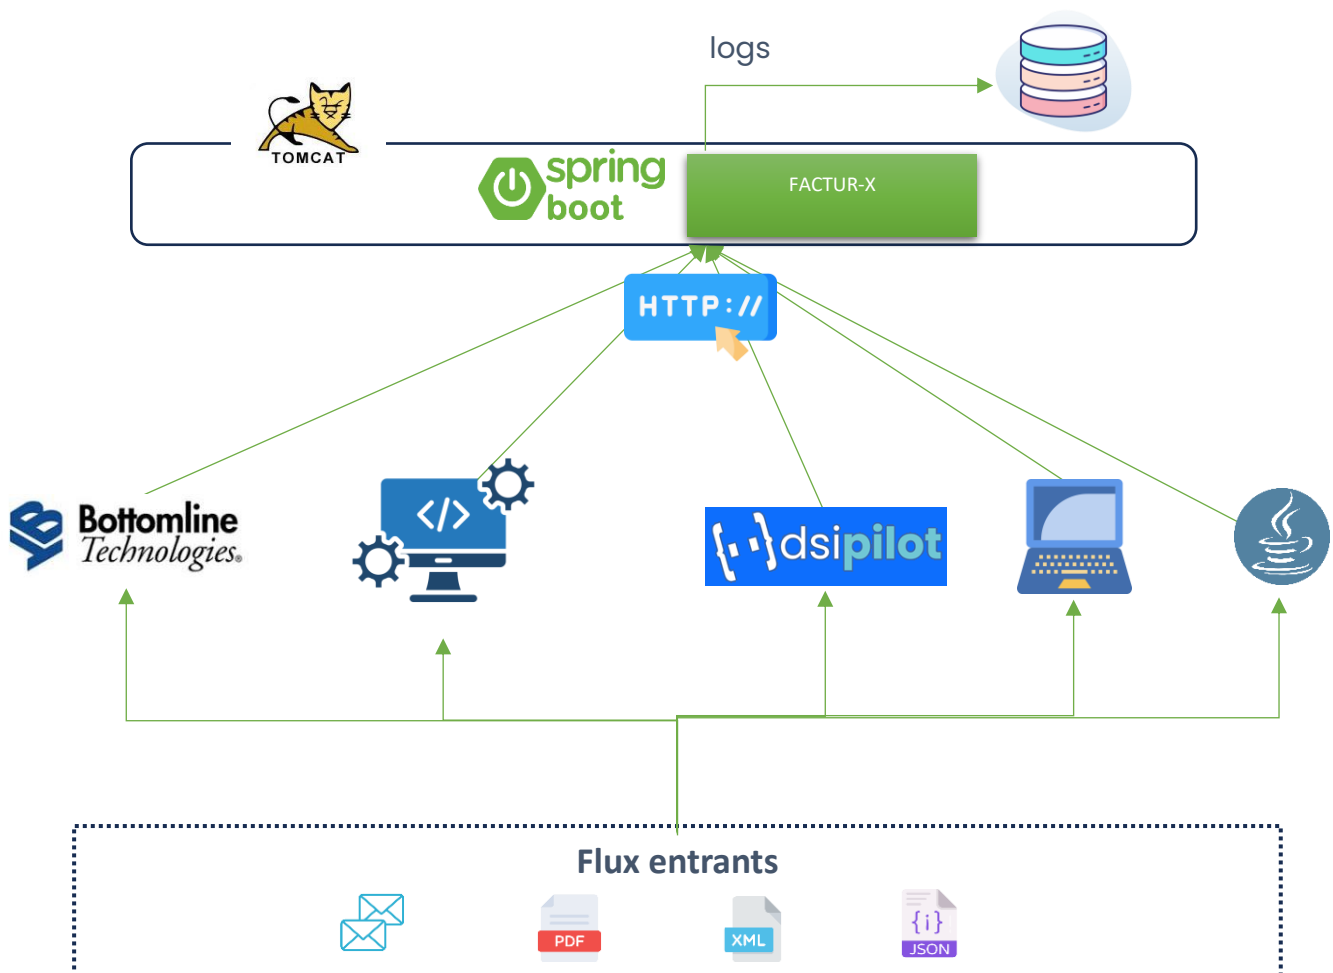 logs
TOMCAT
spring
boot
FACTUR-X
HTTP://
Bottomline
Technologies®
</>
{··}dsipilot
Flux entrants
PDF
XML
{i}
JSON